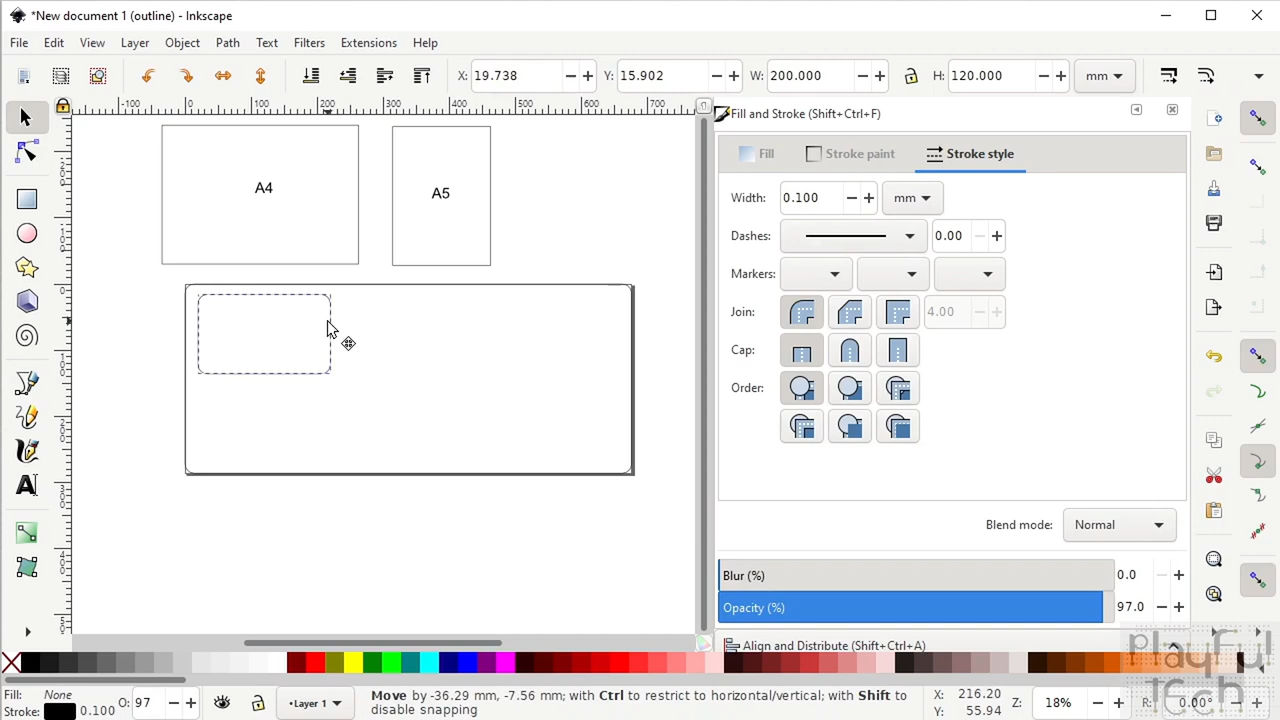 *New document 1 (outline) - Inkscape
File Edit View Layer Object Path Text Filters Extensions Help
X: 19.738 Y: 15.902 W: 200.000 H: 120.000 mm
-100 0 100 200 300 400 500 600 700
Fill and Stroke (Shift+Ctrl+F)
Fill Stroke paint Stroke style
A4
A5
Width: 0.100 mm
Dashes: 0.00
Markers:
Join: 4.00
Cap:
Order:
Blend mode: Normal
Blur (%) 0.0
Opacity (%) 97.0
Align and Distribute (Shift+Ctrl+A)
playful
tech
Fill: None
Stroke: 0.100 O: 97
Layer 1
Move by -36.29 mm, -7.56 mm; with Ctrl to restrict to horizontal/vertical; with Shift to
disable snapping
X: 216.20
Y: 55.94
Z: 18%
R: 0.00°